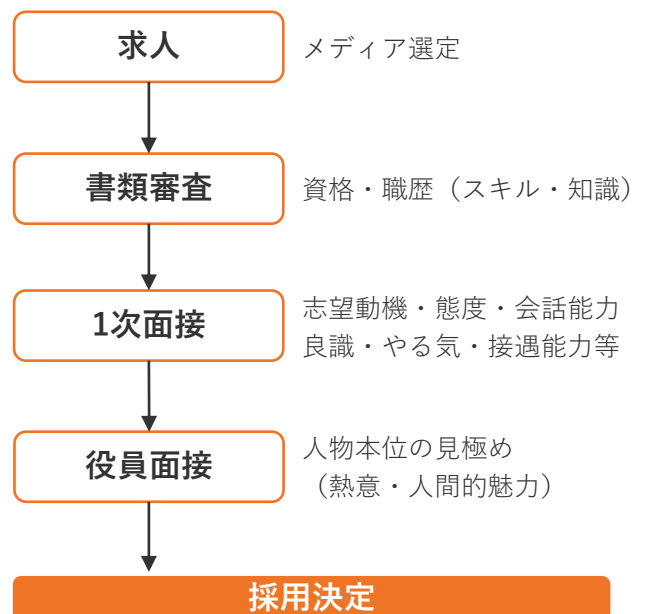 求人
メディア選定
書類審査
資格・職歴（スキル・知識）
1次面接
志望動機・態度・会話能力
良識・やる気・接遇能力等
役員面接
人物本位の見極め
（熱意・人間的魅力）
採用決定